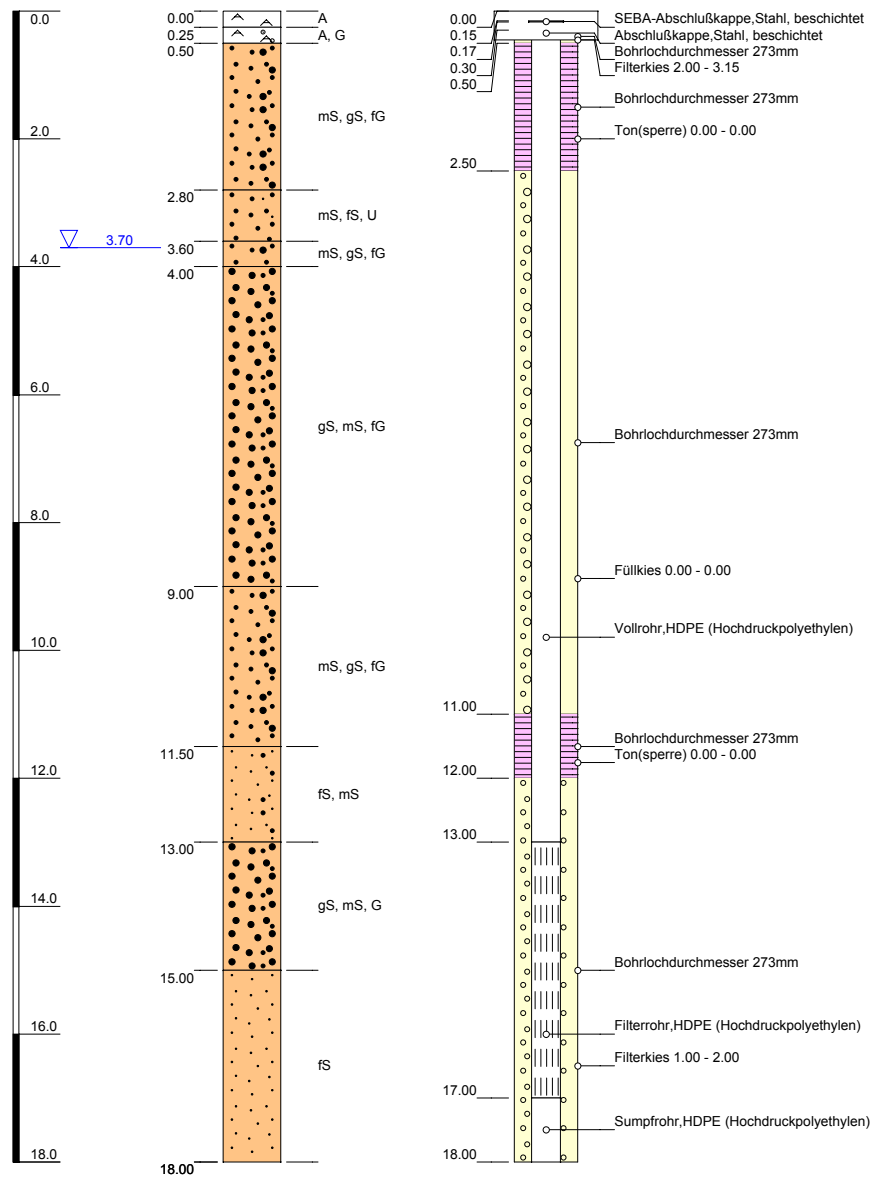 0.0
2.0
4.0
6.0
8.0
10.0
12.0
14.0
16.0
18.0
3.70
0.00
0.25
0.50
2.80
3.60
4.00
9.00
11.50
13.00
15.00
18.00
A
A, G
mS, gS, fG
mS, fS, U
mS, gS, fG
gS, mS, fG
mS, gS, fG
fS, mS
gS, mS, G
fS
0.00
0.15
0.17
0.30
0.50
2.50
11.00
12.00
13.00
17.00
18.00
SEBA-Abschlußkappe,Stahl, beschichtet
Abschlußkappe,Stahl, beschichtet
Bohrlochdurchmesser 273mm
Filterkies 2.00 - 3.15
Bohrlochdurchmesser 273mm
Ton(sperre) 0.00 - 0.00
Bohrlochdurchmesser 273mm
Füllkies 0.00 - 0.00
Vollrohr,HDPE (Hochdruckpolyethylen)
Bohrlochdurchmesser 273mm
Ton(sperre) 0.00 - 0.00
Bohrlochdurchmesser 273mm
Filterrohr,HDPE (Hochdruckpolyethylen)
Filterkies 1.00 - 2.00
Sumpfrohr,HDPE (Hochdruckpolyethylen)